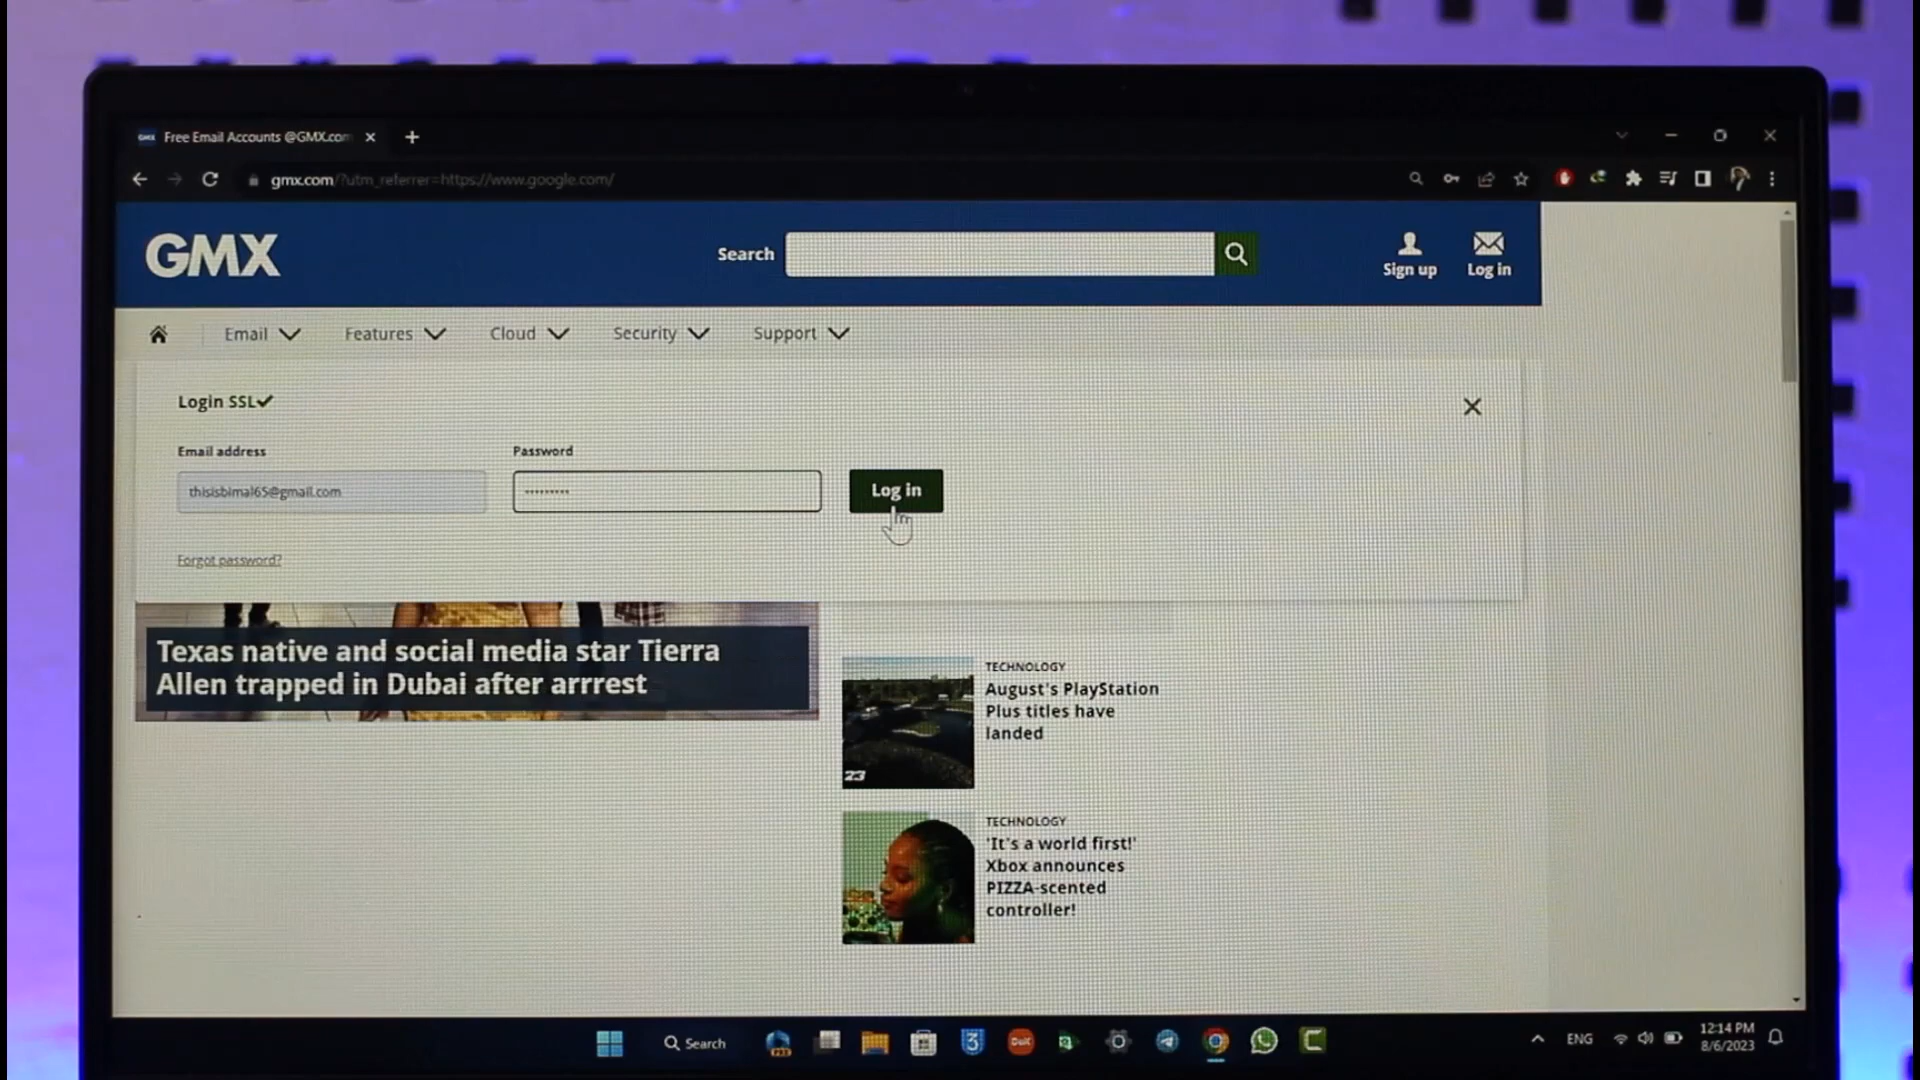 Free Email Accounts @GMX.com
gmx.com/?utm_referrer=https://www.google.com/
GMX
Search
Sign up
Log in
Email
Features
Cloud
Security
Support
Login SSL
Email address
Password
thisisbimal65@gmail.com
Log in
Forgot password?
Texas native and social media star Tierra
Allen trapped in Dubai after arrrest
TECHNOLOGY
August's PlayStation
Plus titles have
landed
23
TECHNOLOGY
'It's a world first!'
Xbox announces
PIZZA-scented
controller!
Search
ENG
12:14 PM
8/6/2023